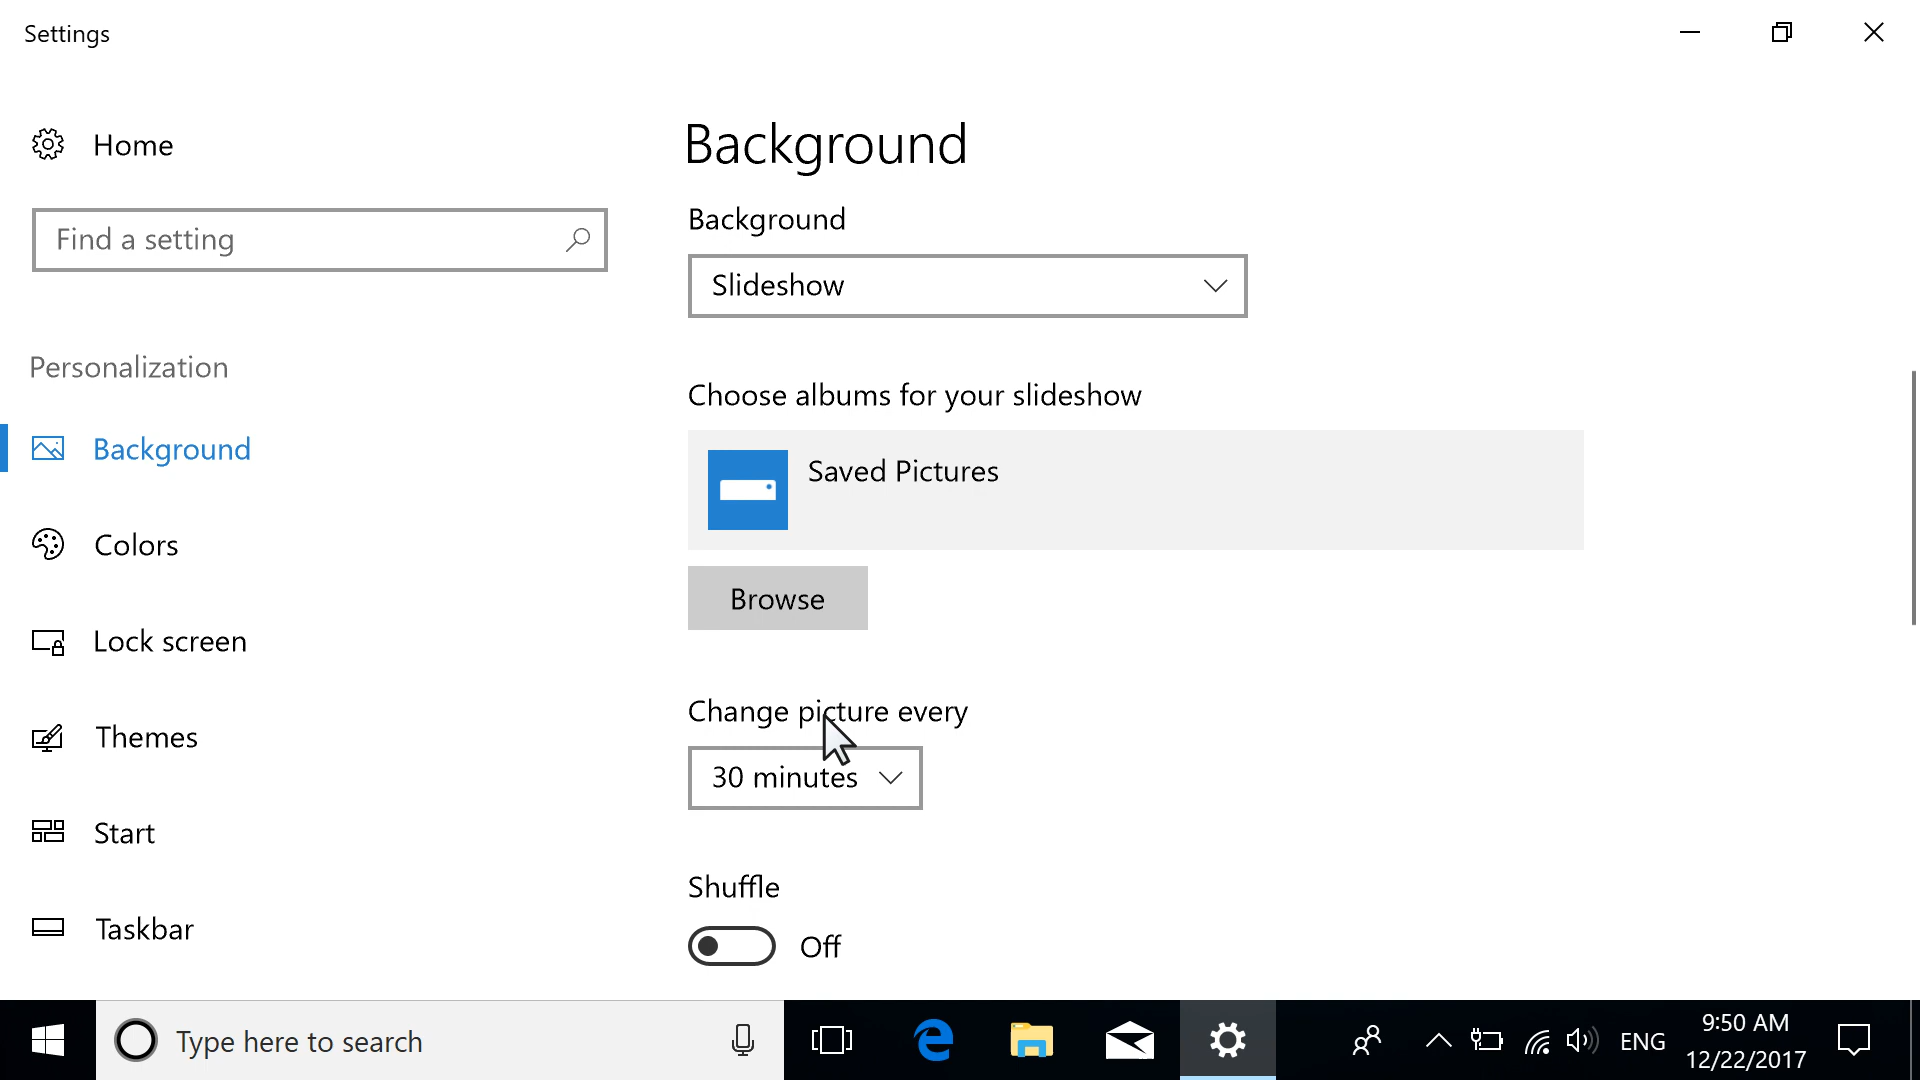 Settings
Home
Find a setting
Personalization
Background
Colors
Lock screen
Themes
Start
Taskbar
Background
Background
Slideshow
Choose albums for your slideshow
Saved Pictures
Browse
Change picture every
30 minutes
Shuffle
Off
Type here to search
ENG
9:50 AM
12/22/2017